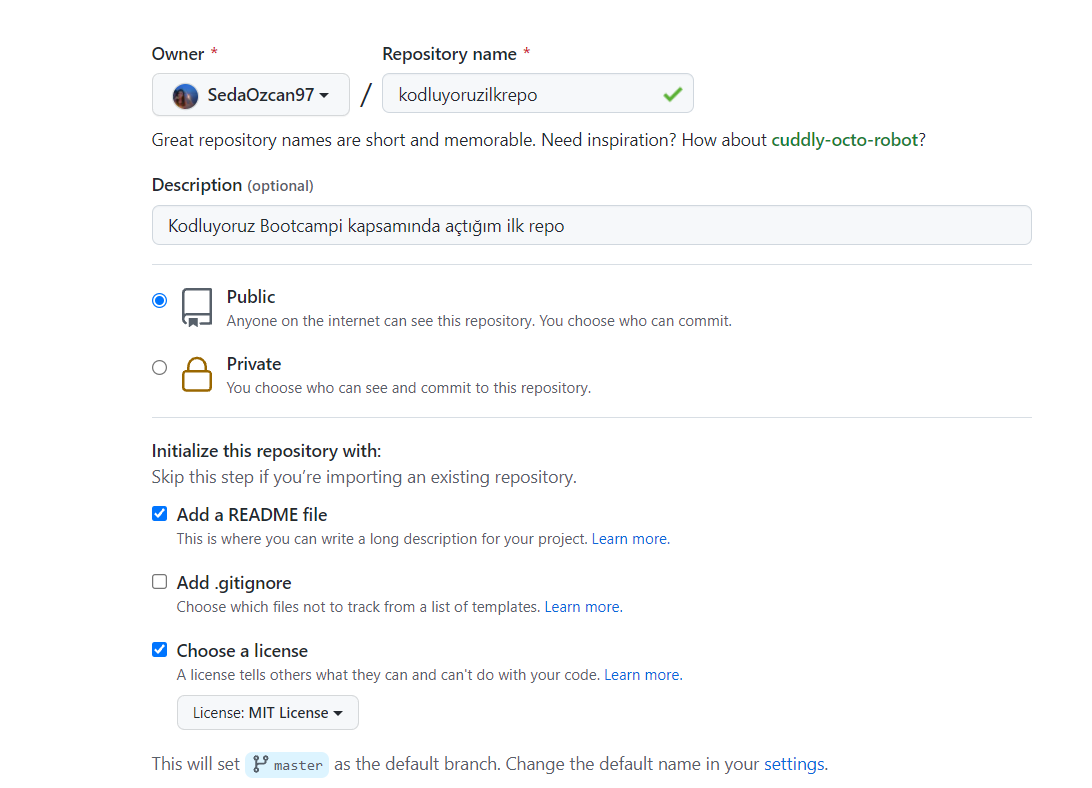 Owner * Repository name *
SedaOzcan97 / kodluyoruzilkrepo
Great repository names are short and memorable. Need inspiration? How about cuddly-octo-robot?
Description (optional)
Kodluyoruz Bootcampi kapsamında açtığım ilk repo
Public
Anyone on the internet can see this repository. You choose who can commit.
Private
You choose who can see and commit to this repository.
Initialize this repository with:
Skip this step if you’re importing an existing repository.
Add a README file
This is where you can write a long description for your project. Learn more.
Add .gitignore
Choose which files not to track from a list of templates. Learn more.
Choose a license
A license tells others what they can and can't do with your code. Learn more.
License: MIT License
This will set master as the default branch. Change the default name in your settings.